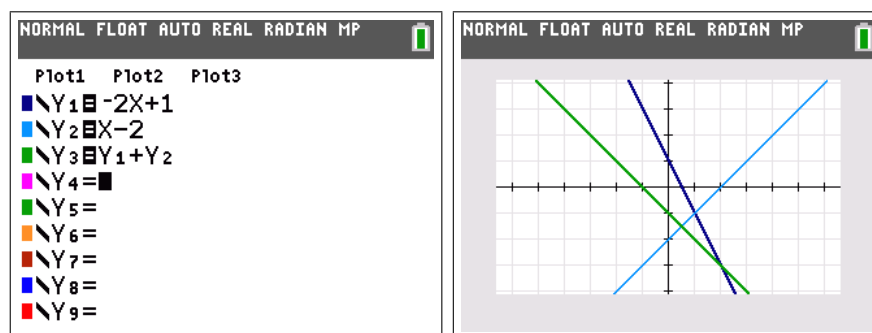 NORMAL FLOAT AUTO REAL RADIAN MP
Plot1 Plot2 Plot3
\Y₁=-2X+1
\Y₂=X-2
\Y₃=Y₁+Y₂
\Y₄=
\Y₅=
\Y₆=
\Y₇=
\Y₈=
\Y₉=
NORMAL FLOAT AUTO REAL RADIAN MP